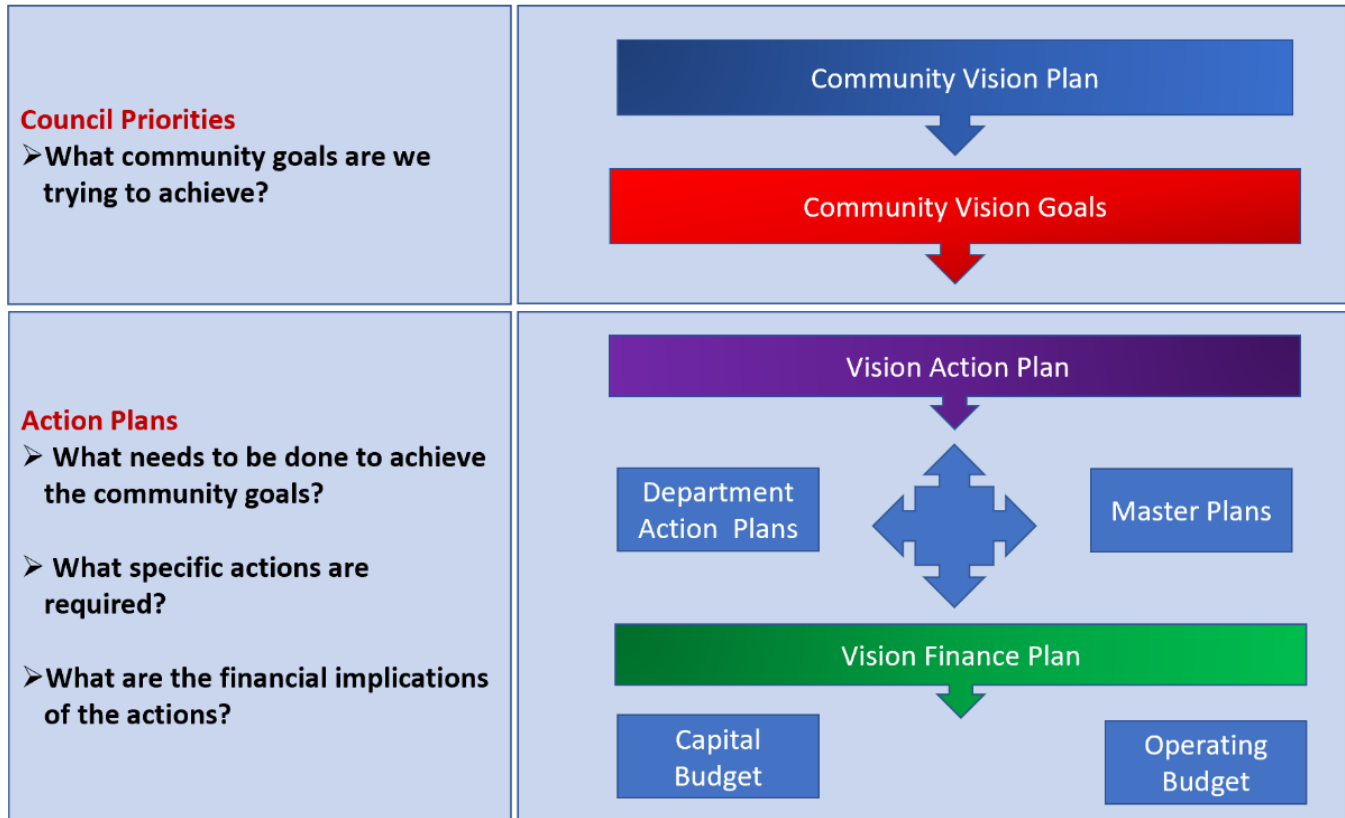 Council Priorities
➢What community goals are we
trying to achieve?
Community Vision Plan
Community Vision Goals
Action Plans
➢ What needs to be done to achieve
the community goals?
➢ What specific actions are
required?
➢What are the financial implications
of the actions?
Vision Action Plan
Department
Action Plans
Master Plans
Vision Finance Plan
Capital
Budget
Operating
Budget